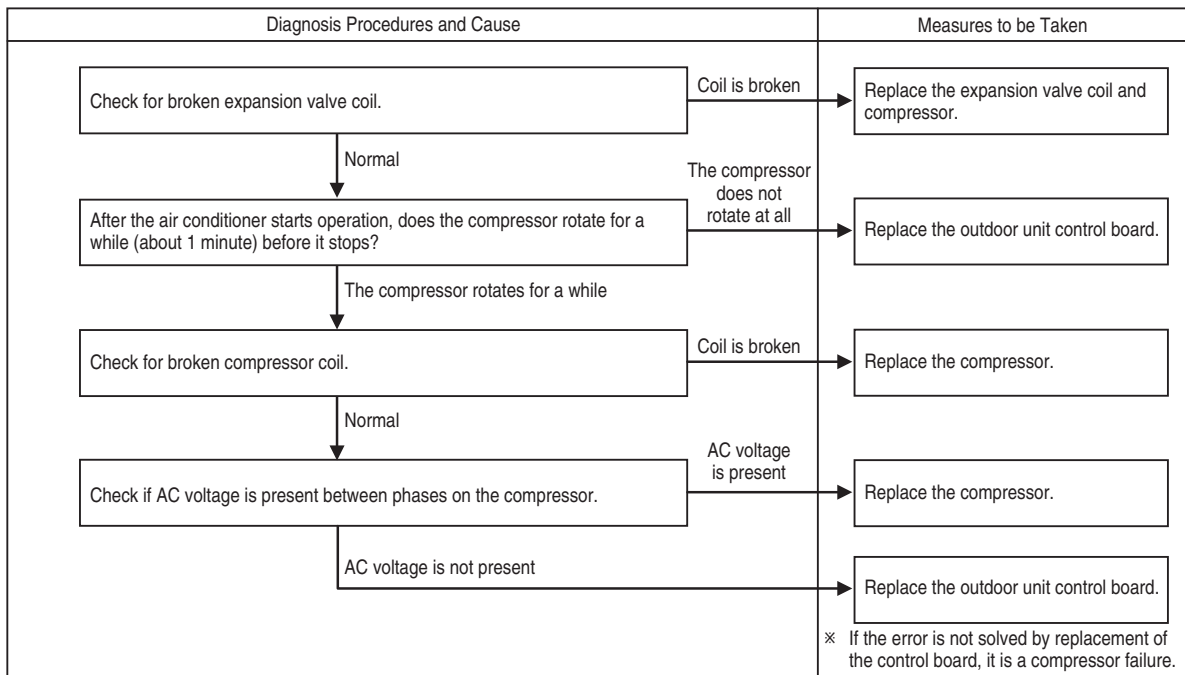 Diagnosis Procedures and Cause
Measures to be Taken
Check for broken expansion valve coil.
Coil is broken
Replace the expansion valve coil and
compressor.
Normal
The compressor
does not
rotate at all
After the air conditioner starts operation, does the compressor rotate for a
while (about 1 minute) before it stops?
Replace the outdoor unit control board.
The compressor rotates for a while
Check for broken compressor coil.
Coil is broken
Replace the compressor.
Normal
AC voltage
is present
Check if AC voltage is present between phases on the compressor.
Replace the compressor.
AC voltage is not present
Replace the outdoor unit control board.
※ If the error is not solved by replacement of
the control board, it is a compressor failure.